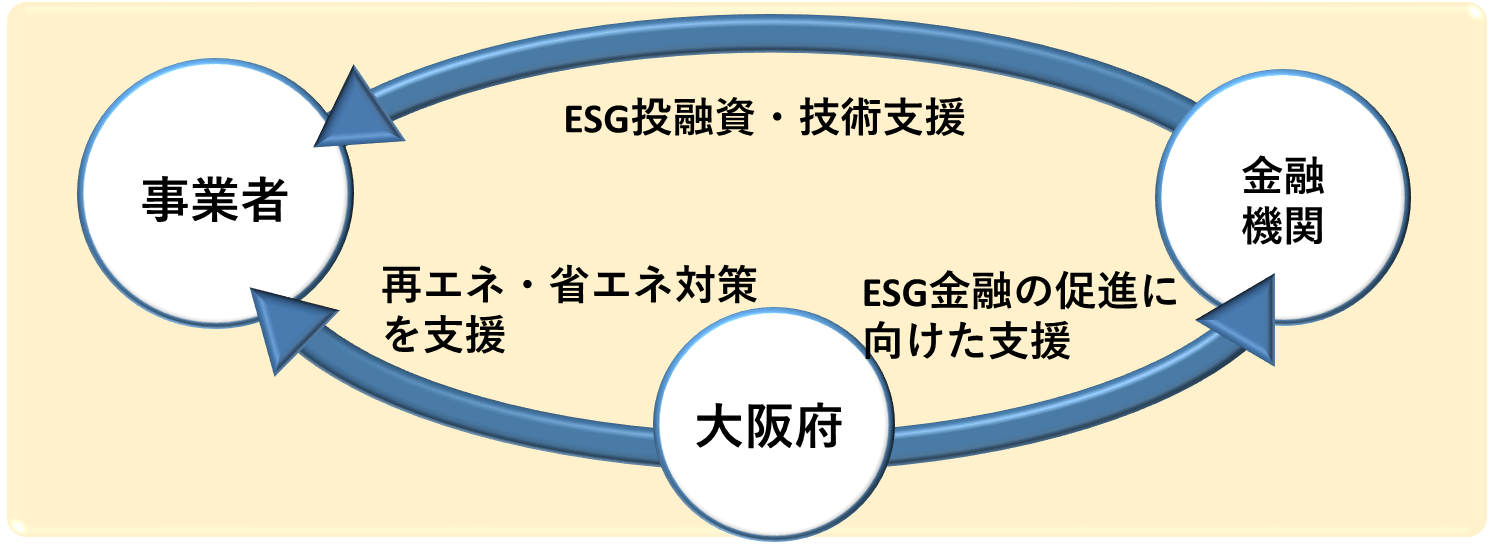 ESG投融資・技術支援
事業者
金融
機関
再エネ・省エネ対策
を支援
ESG金融の促進に
向けた支援
大阪府